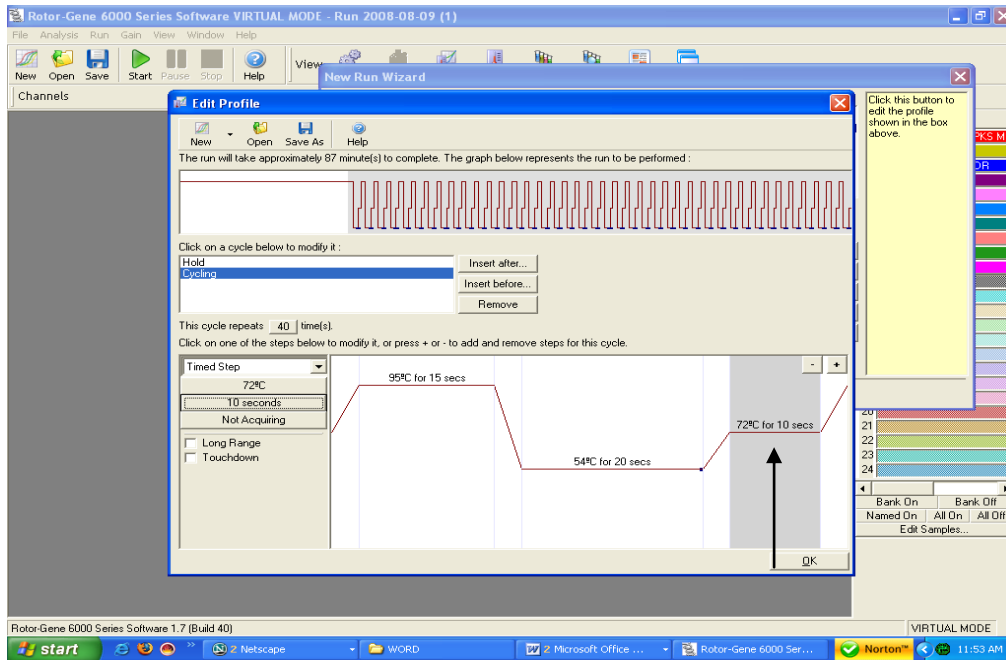 Rotor-Gene 6000 Series Software VIRTUAL MODE - Run 2008-08-09 (1)
File Analysis Run Gain View Window Help
New Open Save Start Pause Stop Help View
New Run Wizard
Channels
Edit Profile
Click this button to
edit the profile
shown in the box
above.
New Open Save As Help
The run will take approximately 87 minute(s) to complete. The graph below represents the run to be performed :
Click on a cycle below to modify it :
Hold
Cycling
Insert after...
Insert before...
Remove
This cycle repeats 40 time(s).
Click on one of the steps below to modify it, or press + or - to add and remove steps for this cycle.
Timed Step
72ºC
10 seconds
Not Acquiring
Long Range
Touchdown
95ºC for 15 secs
54ºC for 20 secs
72ºC for 10 secs
- +
OK
21
22
23
24
Bank On Bank Off
Named On All On All Off
Edit Samples...
Rotor-Gene 6000 Series Software 1.7 (Build 40)
VIRTUAL MODE
start 2 Netscape WORD 2 Microsoft Office ... Rotor-Gene 6000 Ser... Norton™ 11:53 AM